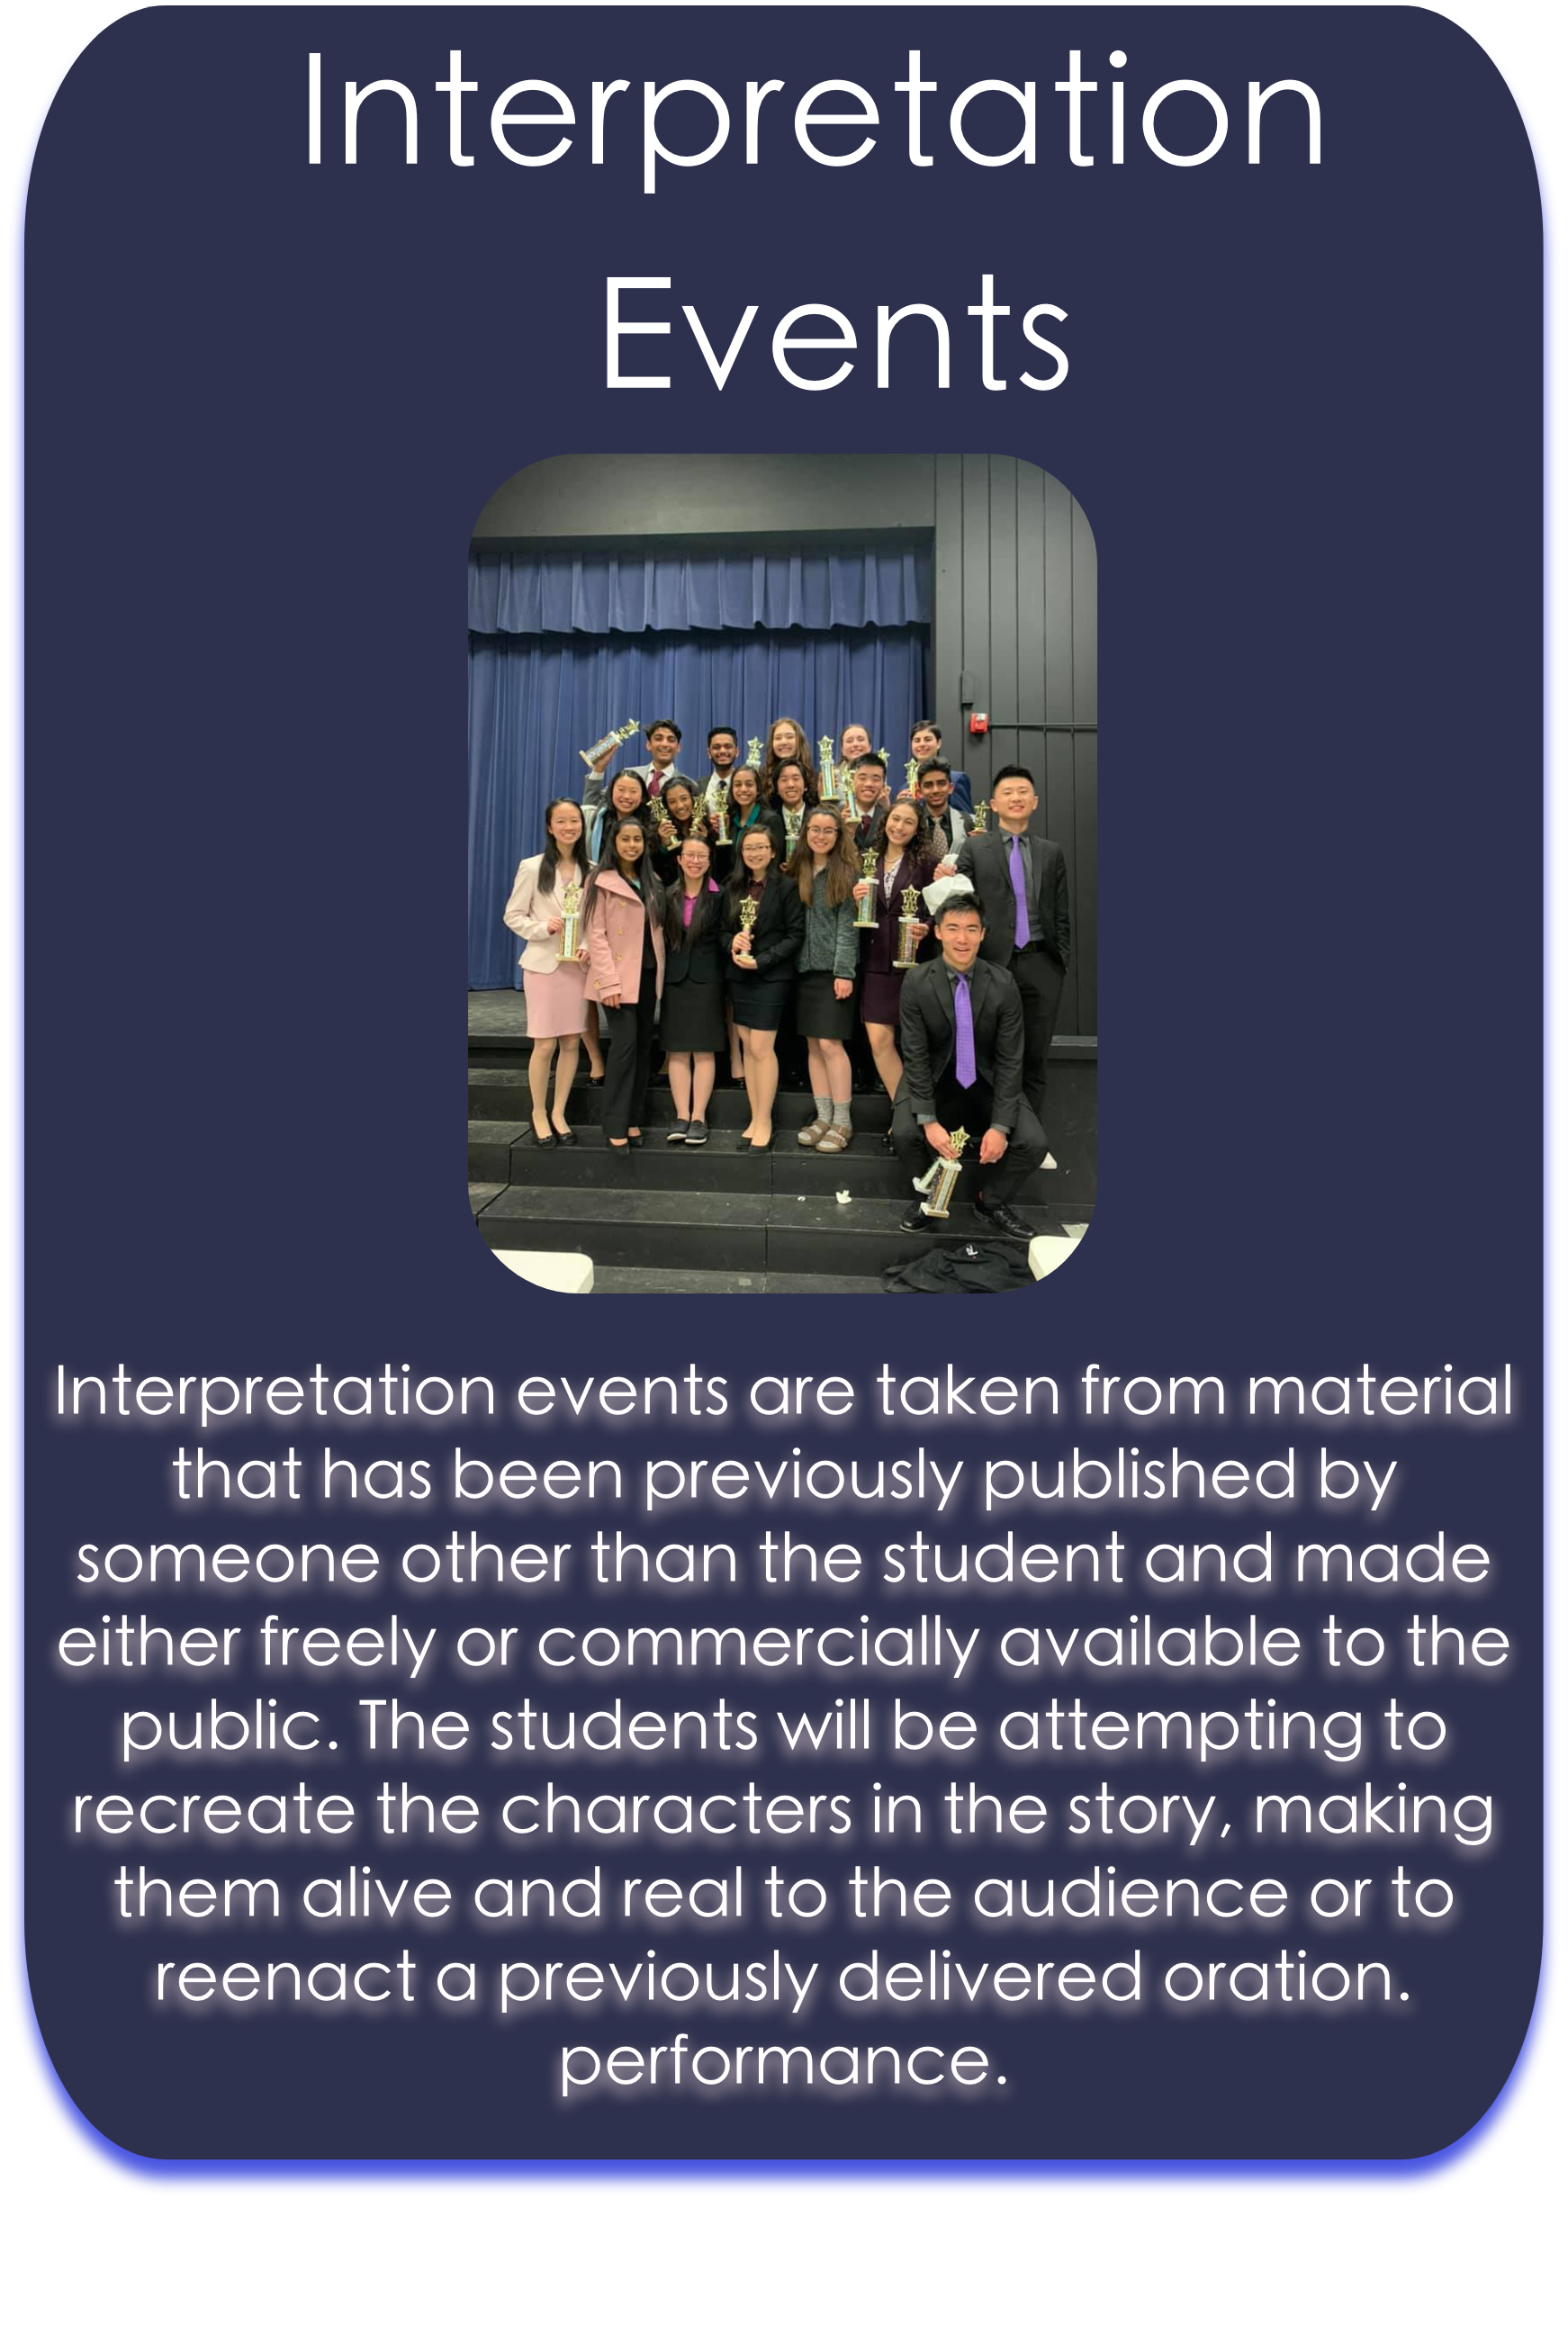 Interpretation
Events
Interpretation events are taken from material
that has been previously published by
someone other than the student and made
either freely or commercially available to the
public. The students will be attempting to
recreate the characters in the story, making
them alive and real to the audience or to
reenact a previously delivered oration.
performance.